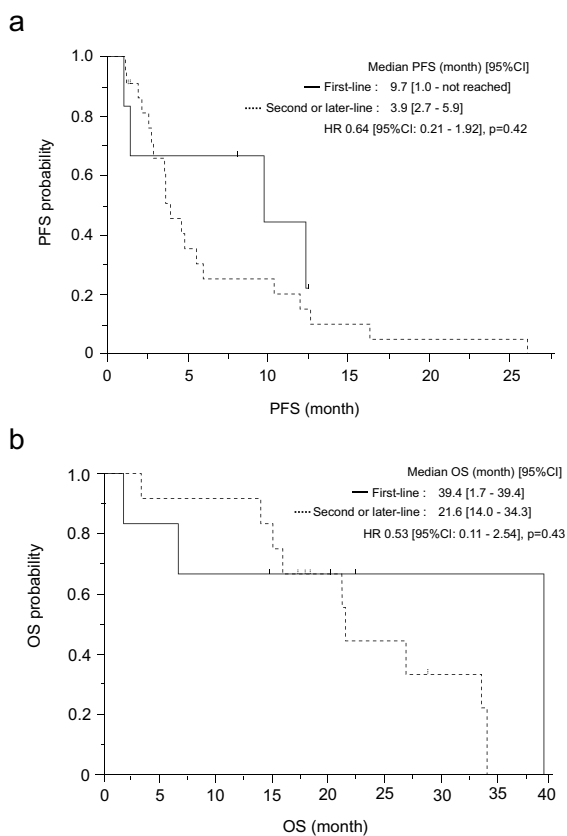 a
Median PFS (month) [95%CI]
First-line : 9.7 [1.0 - not reached]
Second or later-line : 3.9 [2.7 - 5.9]
HR 0.64 [95%CI: 0.21 - 1.92], p=0.42
PFS probability
1.0
0.8
0.6
0.4
0.2
0
0 5 10 15 20 25
PFS (month)
b
Median OS (month) [95%CI]
First-line : 39.4 [1.7 - 39.4]
Second or later-line : 21.6 [14.0 - 34.3]
HR 0.53 [95%CI: 0.11 - 2.54], p=0.43
OS probability
1.0
0.8
0.6
0.4
0.2
0
0 5 10 15 20 25 30 35 40
OS (month)